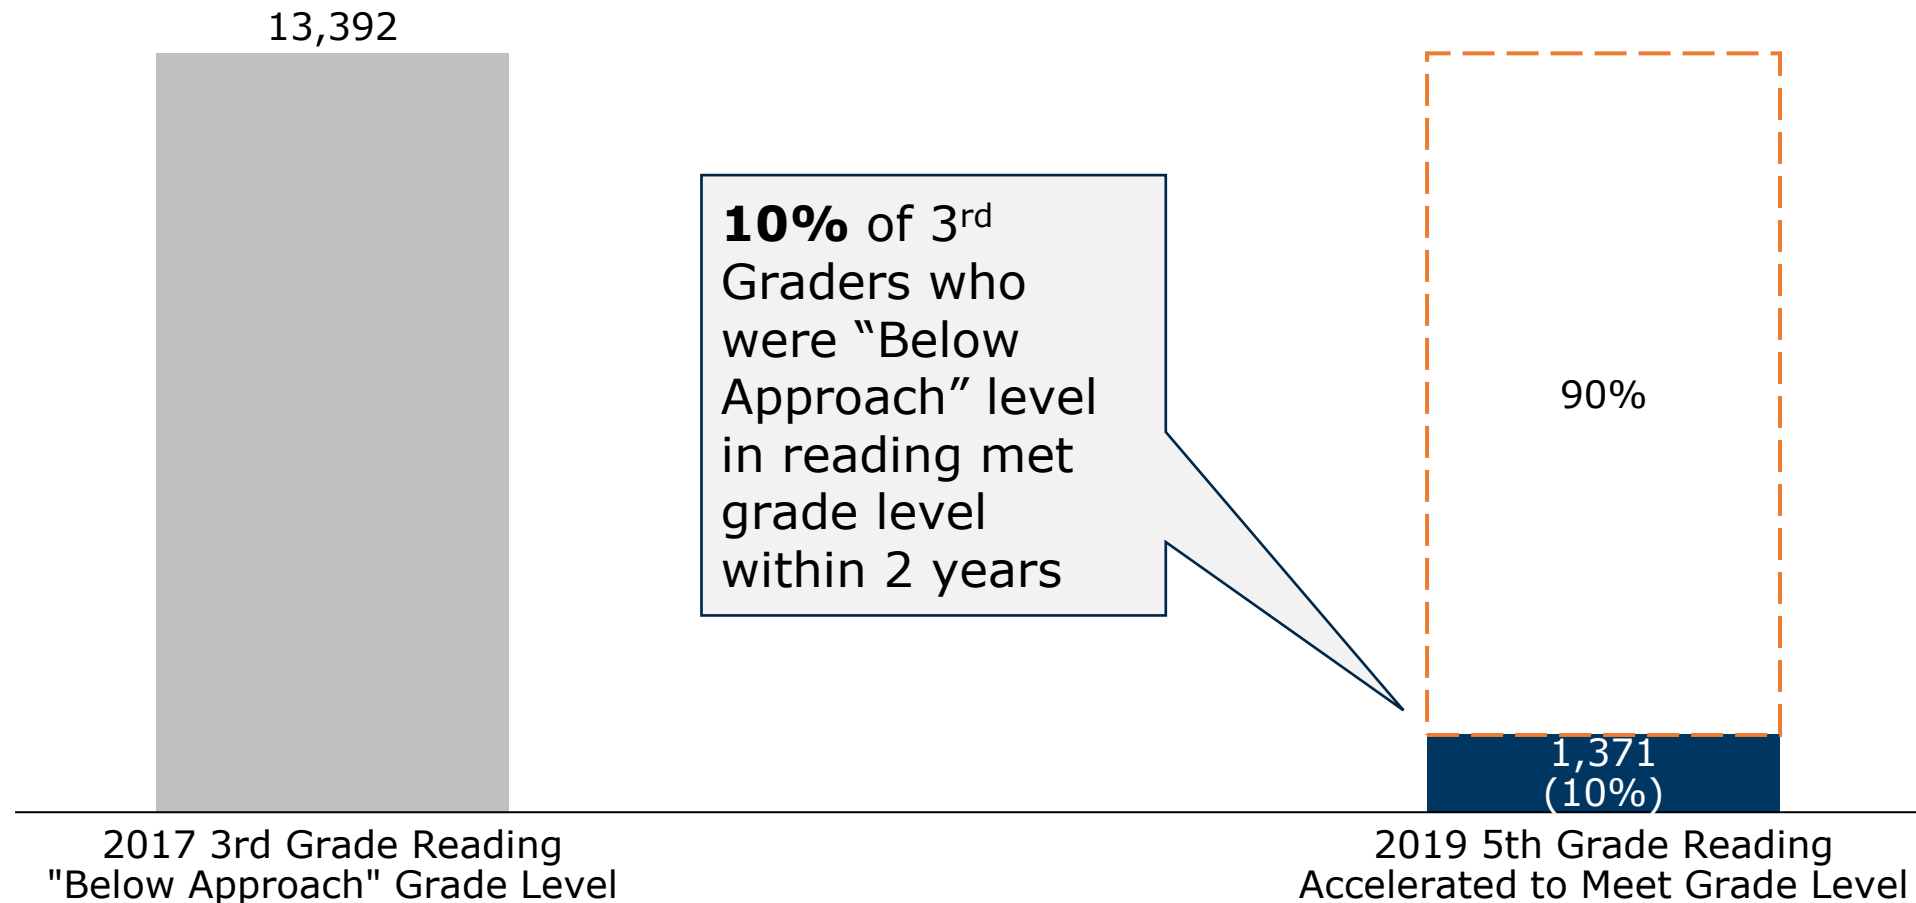 13,392
10% of 3rd
Graders who
were “Below
Approach” level
in reading met
grade level
within 2 years
90%
1,371
(10%)
2017 3rd Grade Reading
"Below Approach" Grade Level
2019 5th Grade Reading
Accelerated to Meet Grade Level